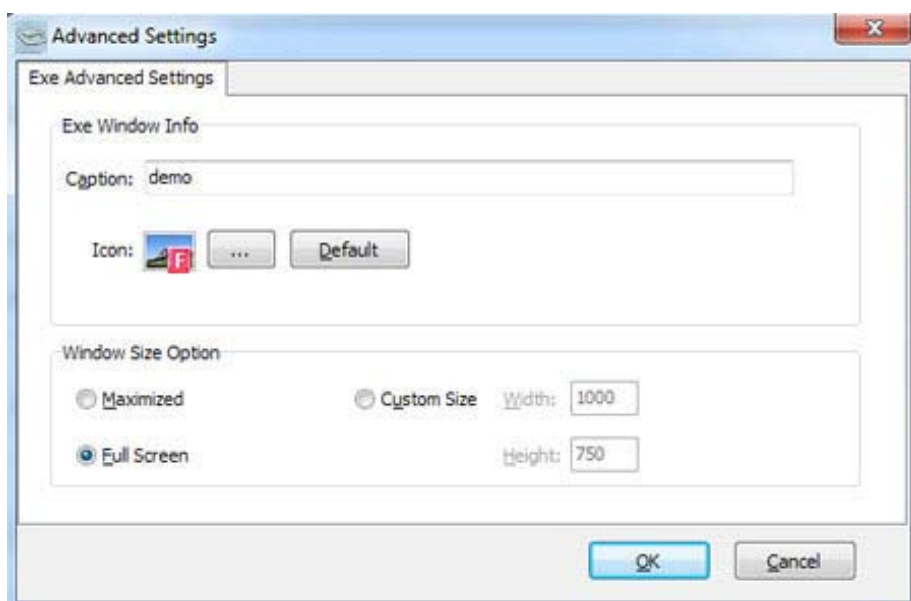 Advanced Settings
Exe Advanced Settings
Exe Window Info
Caption: demo
Icon: F ... Default
Window Size Option
Maximized Custom Size Width: 1000
Full Screen Height: 750
OK Cancel